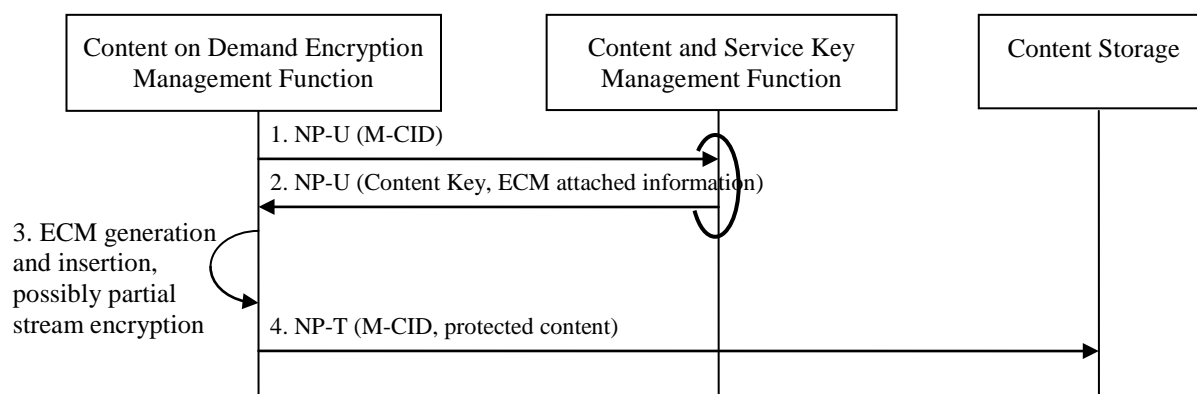 Content on Demand Encryption
Management Function
Content and Service Key
Management Function
Content Storage
1. NP-U (M-CID)
2. NP-U (Content Key, ECM attached information)
3. ECM generation
and insertion,
possibly partial
stream encryption
4. NP-T (M-CID, protected content)